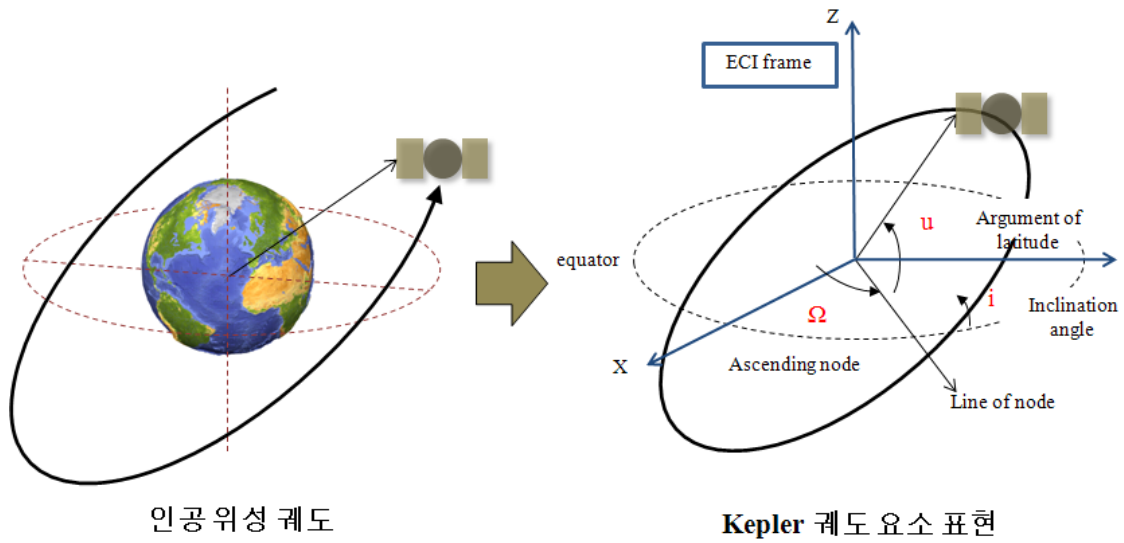 Z
ECI frame
u
Argument of
latitude
equator
i
Inclination
angle
Ω
X
Ascending node
Line of node
인공위성 궤도
Kepler 궤도 요소 표현